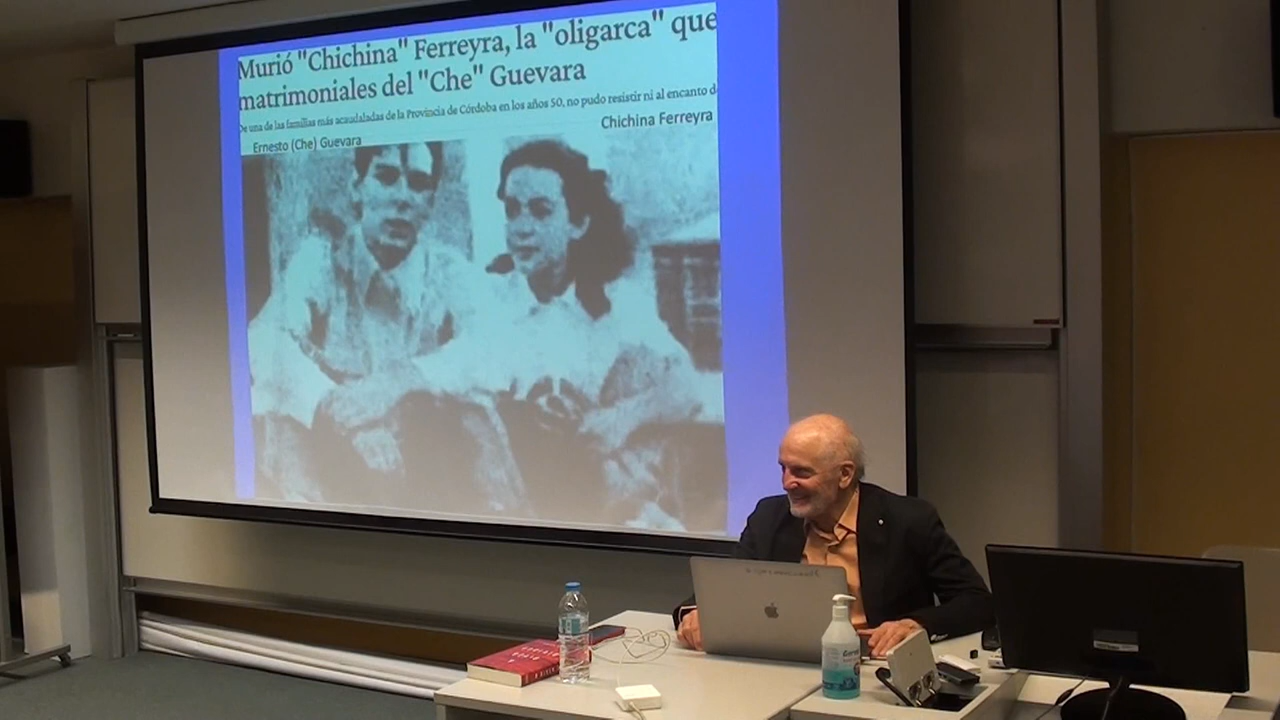 Murió "Chichina" Ferreyra, la "oligarca" que
matrimoniales del "Che" Guevara
De una de las familias más acaudaladas de la Provincia de Córdoba en los años 50, no pudo resistir ni al encanto d
Chichina Ferreyra
Ernesto (Che) Guevara